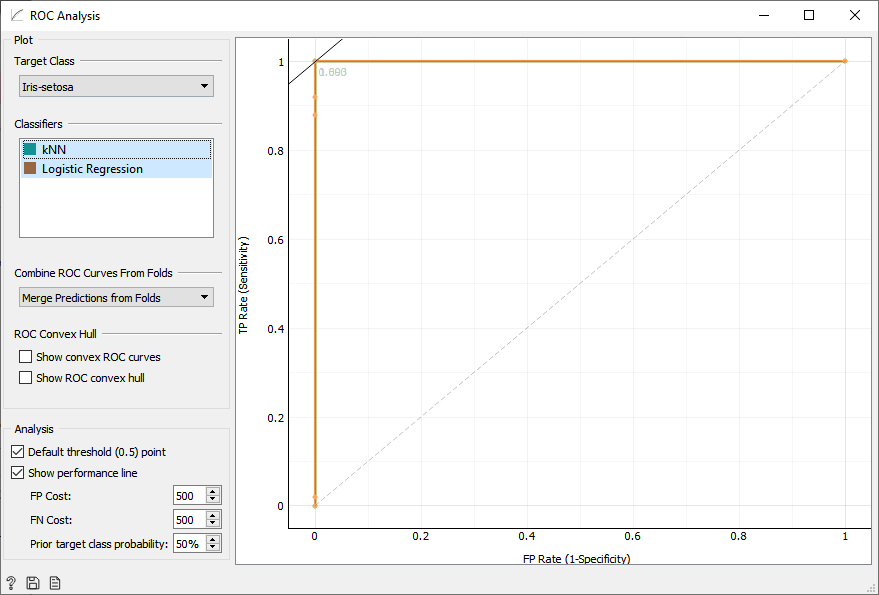 ROC Analysis
Plot
Target Class
Iris-setosa
Classifiers
kNN
Logistic Regression
Combine ROC Curves From Folds
Merge Predictions from Folds
ROC Convex Hull
Show convex ROC curves
Show ROC convex hull
Analysis
Default threshold (0.5) point
Show performance line
FP Cost:
500
FN Cost:
500
Prior target class probability:
50%
TP Rate (Sensitivity)
1
0.8
0.6
0.4
0.2
0
0
0.2
0.4
0.6
0.8
1
FP Rate (1-Specificity)
?